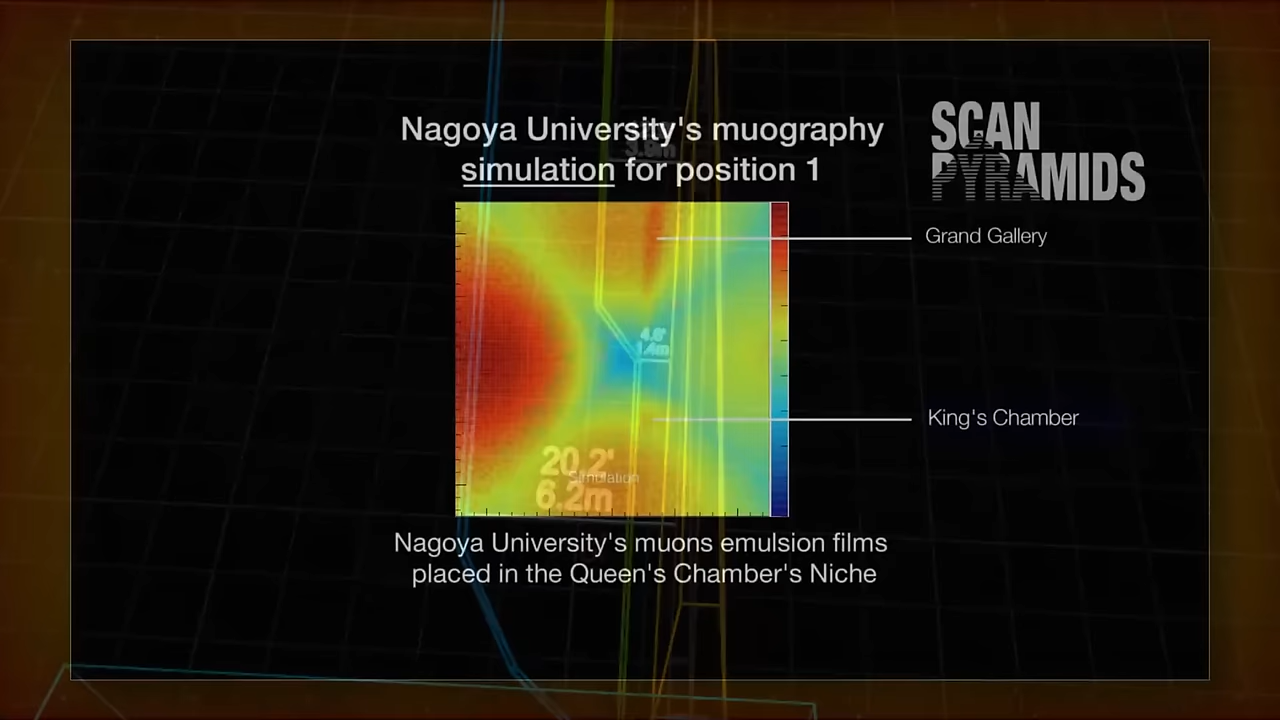 Nagoya University's muography
simulation for position 1
SCAN
PYRAMIDS
Grand Gallery
4.6'
1.4m
King's Chamber
20.2'
Simulation
6.2m
Nagoya University's muons emulsion films
placed in the Queen's Chamber's Niche